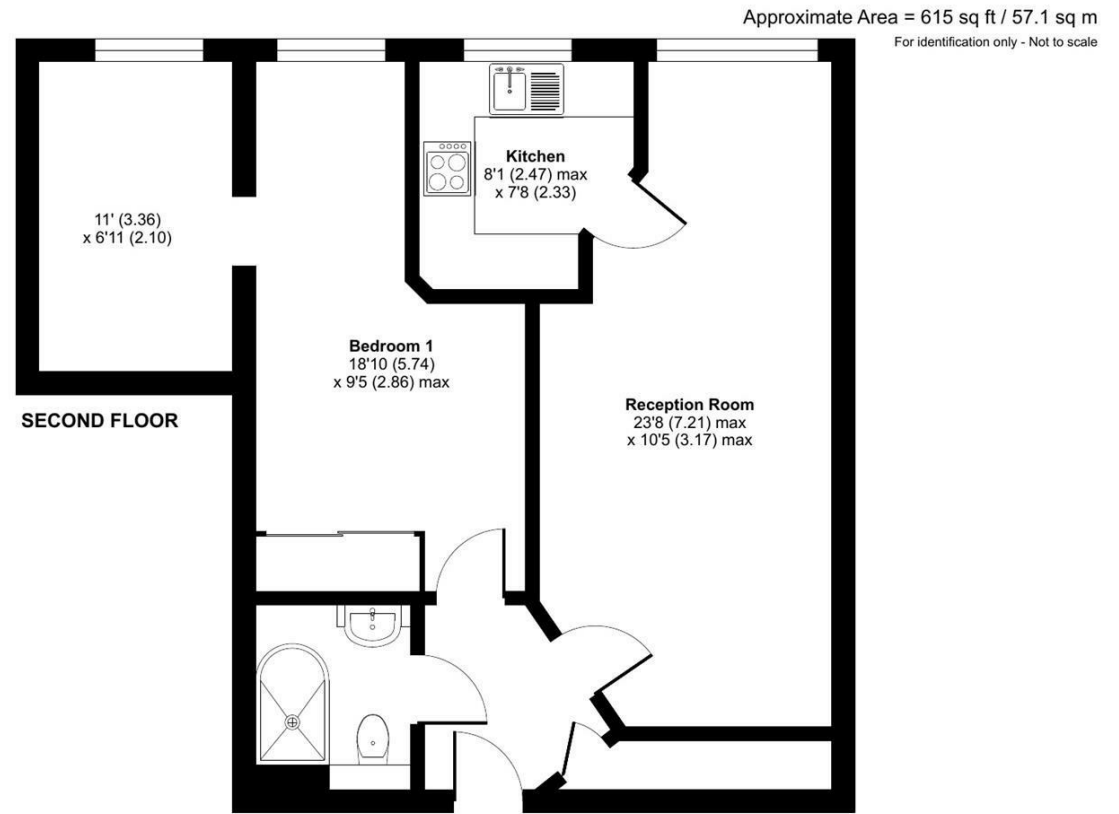 Approximate Area = 615 sq ft / 57.1 sq m
For identification only - Not to scale
Kitchen
8'1 (2.47) max
x 7'8 (2.33)
11' (3.36)
x 6'11 (2.10)
Bedroom 1
18'10 (5.74)
x 9'5 (2.86) max
Reception Room
23'8 (7.21) max
x 10'5 (3.17) max
SECOND FLOOR